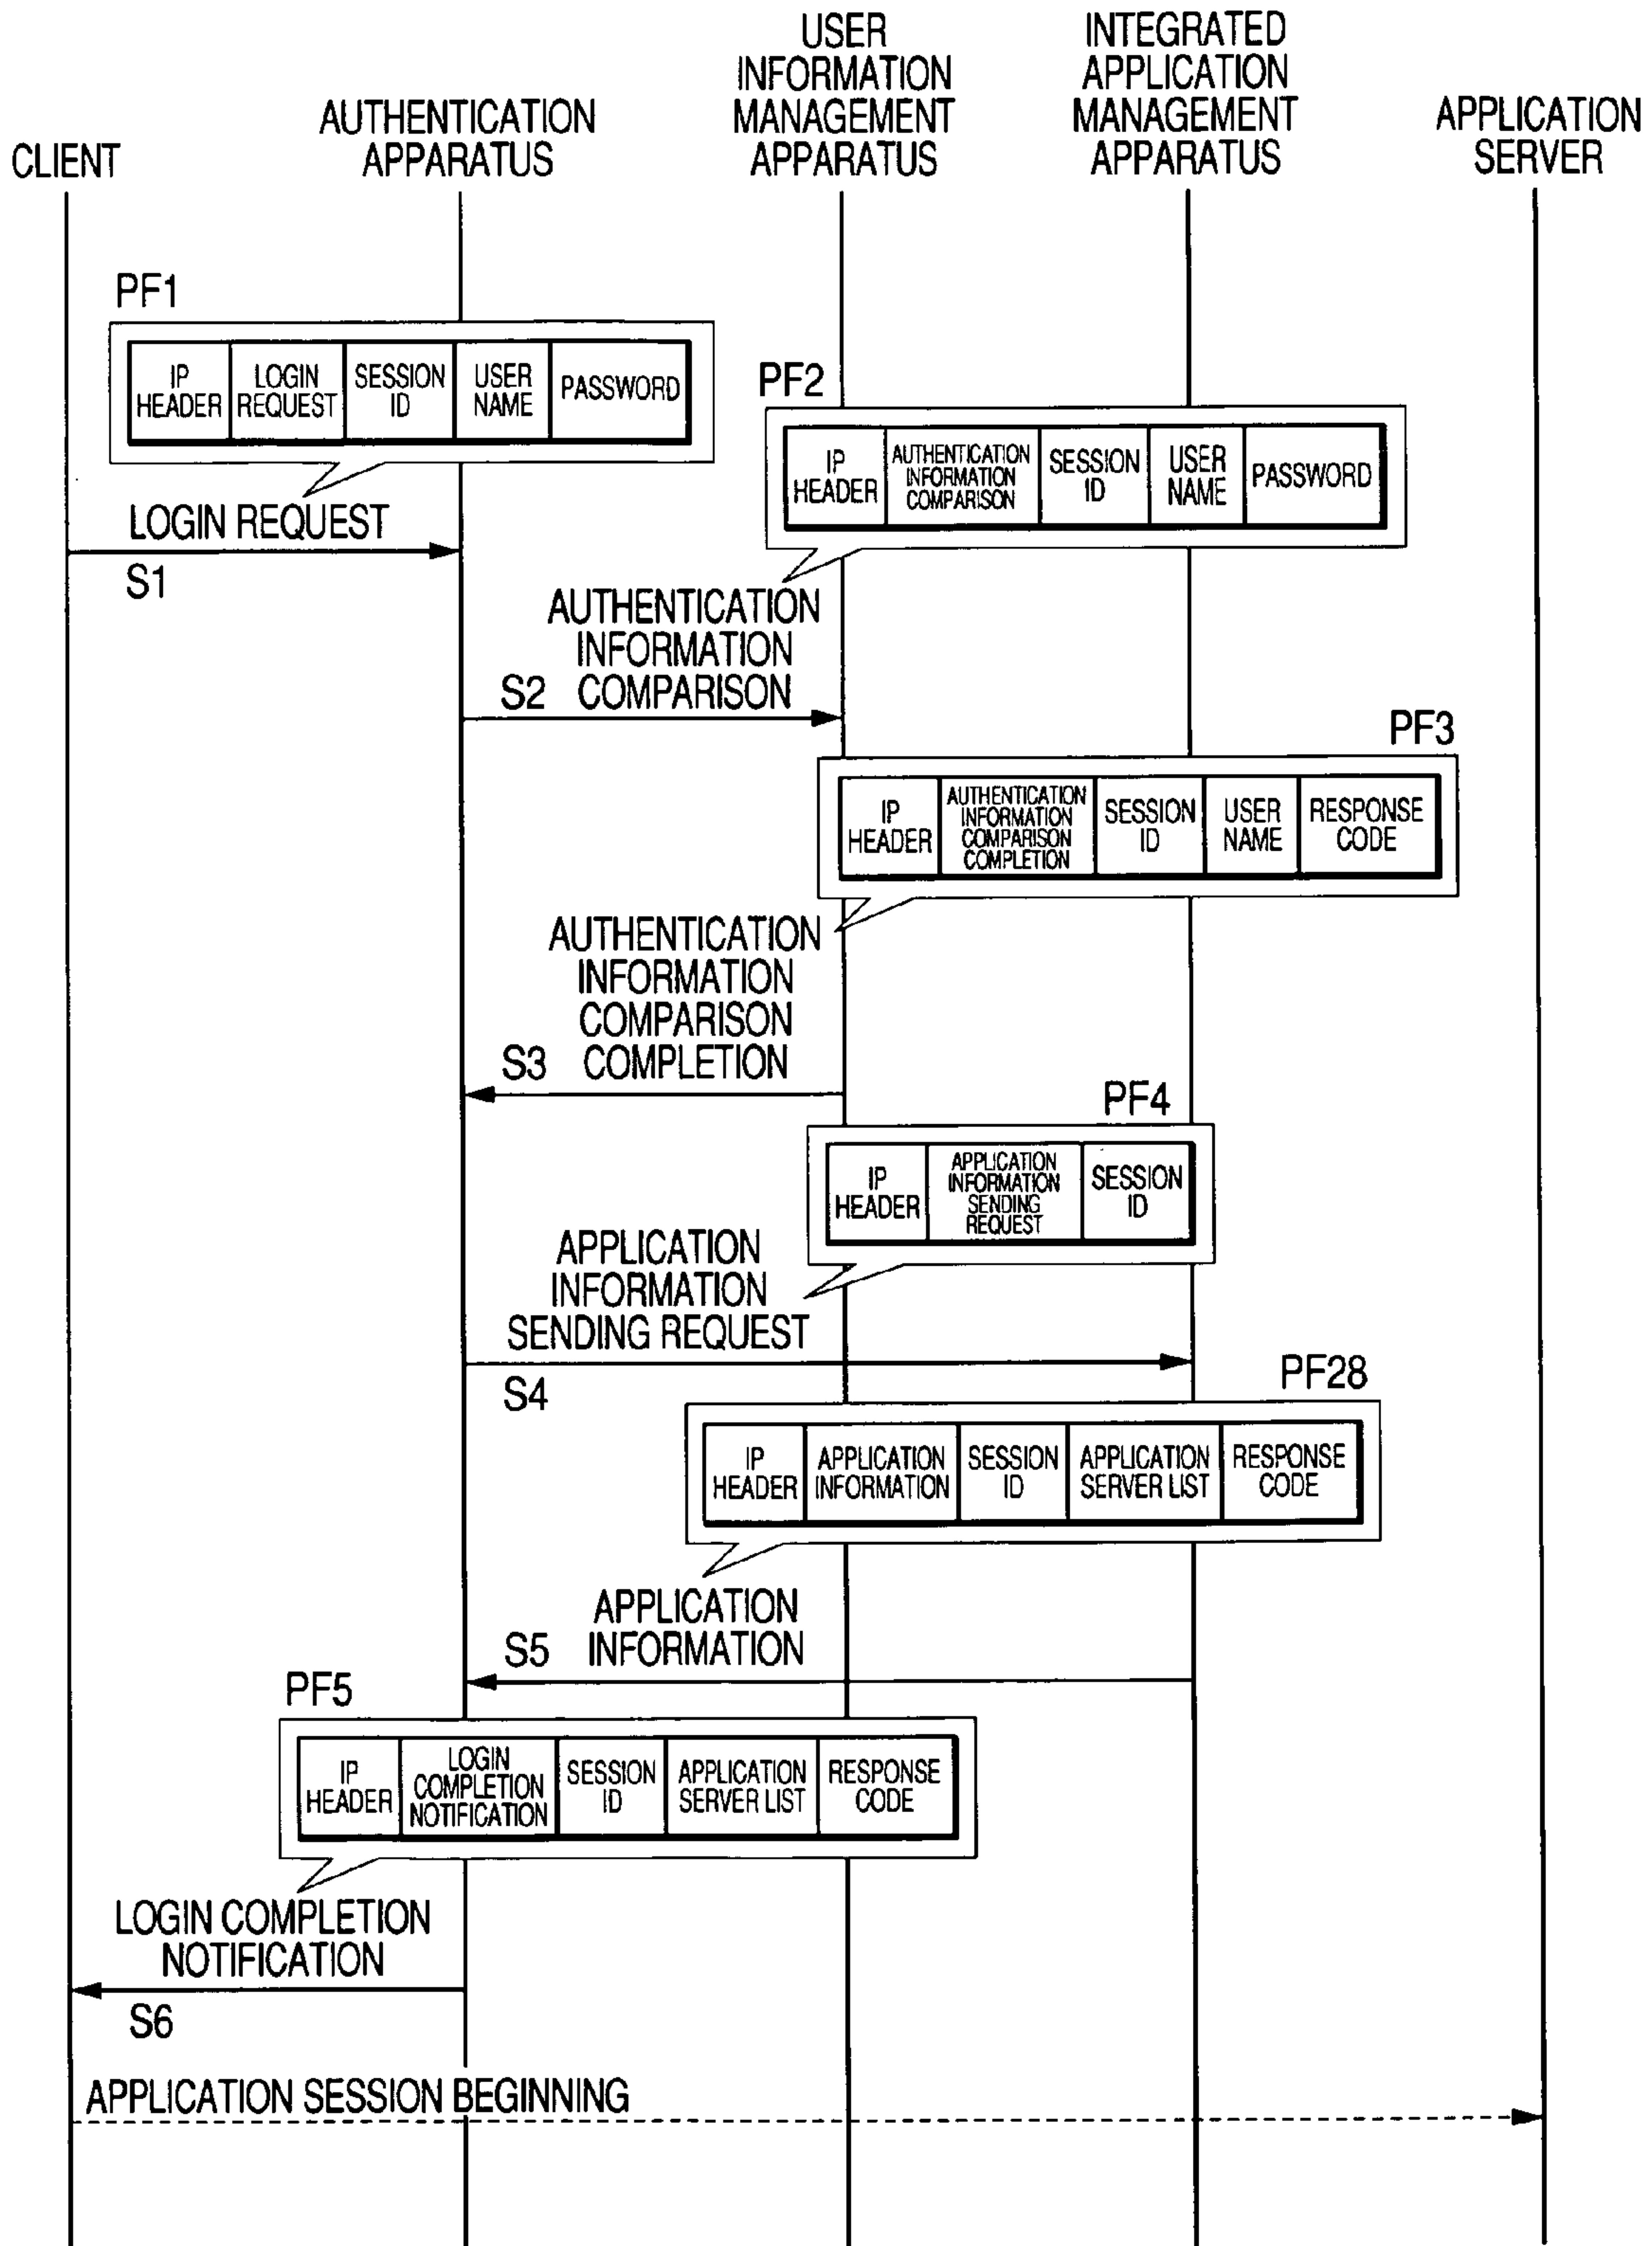 CLIENT
AUTHENTICATION
APPARATUS
USER
INFORMATION
MANAGEMENT
APPARATUS
INTEGRATED
APPLICATION
MANAGEMENT
APPARATUS
APPLICATION
SERVER
PF1
IP
HEADER
LOGIN
REQUEST
SESSION
ID
USER
NAME
PASSWORD
LOGIN REQUEST
S1
PF2
IP
HEADER
AUTHENTICATION
INFORMATION
COMPARISON
SESSION
ID
USER
NAME
PASSWORD
AUTHENTICATION
INFORMATION
COMPARISON
S2
PF3
IP
HEADER
AUTHENTICATION
INFORMATION
COMPARISON
COMPLETION
SESSION
ID
USER
NAME
RESPONSE
CODE
AUTHENTICATION
INFORMATION
COMPARISON
COMPLETION
S3
PF4
IP
HEADER
APPLICATION
INFORMATION
SENDING
REQUEST
SESSION
ID
APPLICATION
INFORMATION
SENDING REQUEST
S4
PF28
IP
HEADER
APPLICATION
INFORMATION
SESSION
ID
APPLICATION
SERVER LIST
RESPONSE
CODE
APPLICATION
INFORMATION
S5
PF5
IP
HEADER
LOGIN
COMPLETION
NOTIFICATION
SESSION
ID
APPLICATION
SERVER LIST
RESPONSE
CODE
LOGIN COMPLETION
NOTIFICATION
S6
APPLICATION SESSION BEGINNING